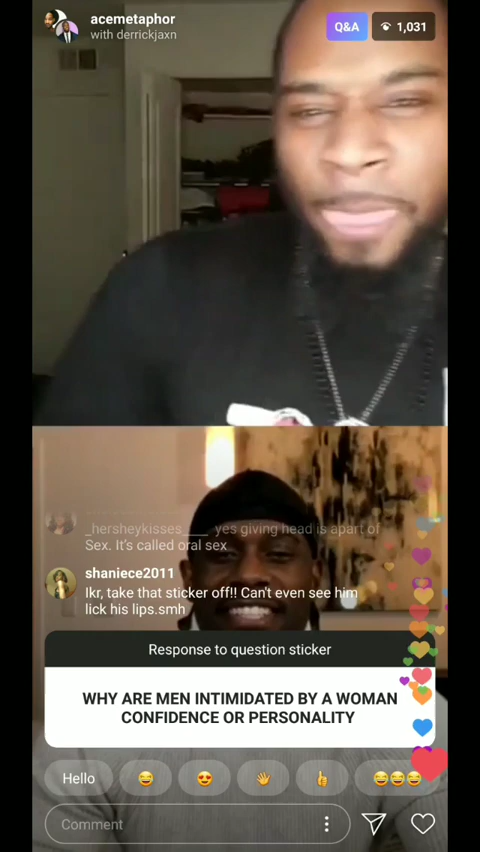 acemetaphor
with derrickjaxn
Q&A
1,031
_hersheykisses____ yes giving head is apart of
Sex. It's called oral sex
shaniece2011
Ikr, take that sticker off!! Can't even see him
lick his lips.smh
Response to question sticker
WHY ARE MEN INTIMIDATED BY A WOMAN
CONFIDENCE OR PERSONALITY
Hello
Comment